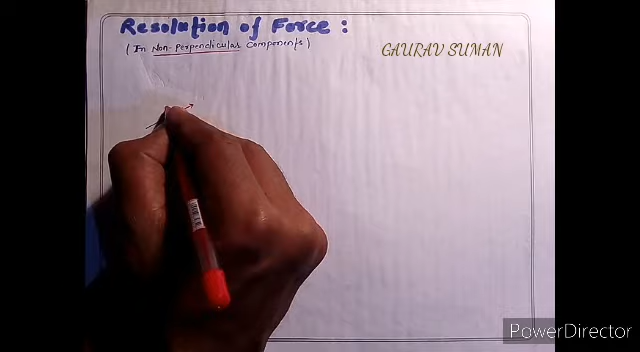 Resolution of Force :
( In Non-Perpendicular Components )
GAURAV SUMAN
PowerDirector